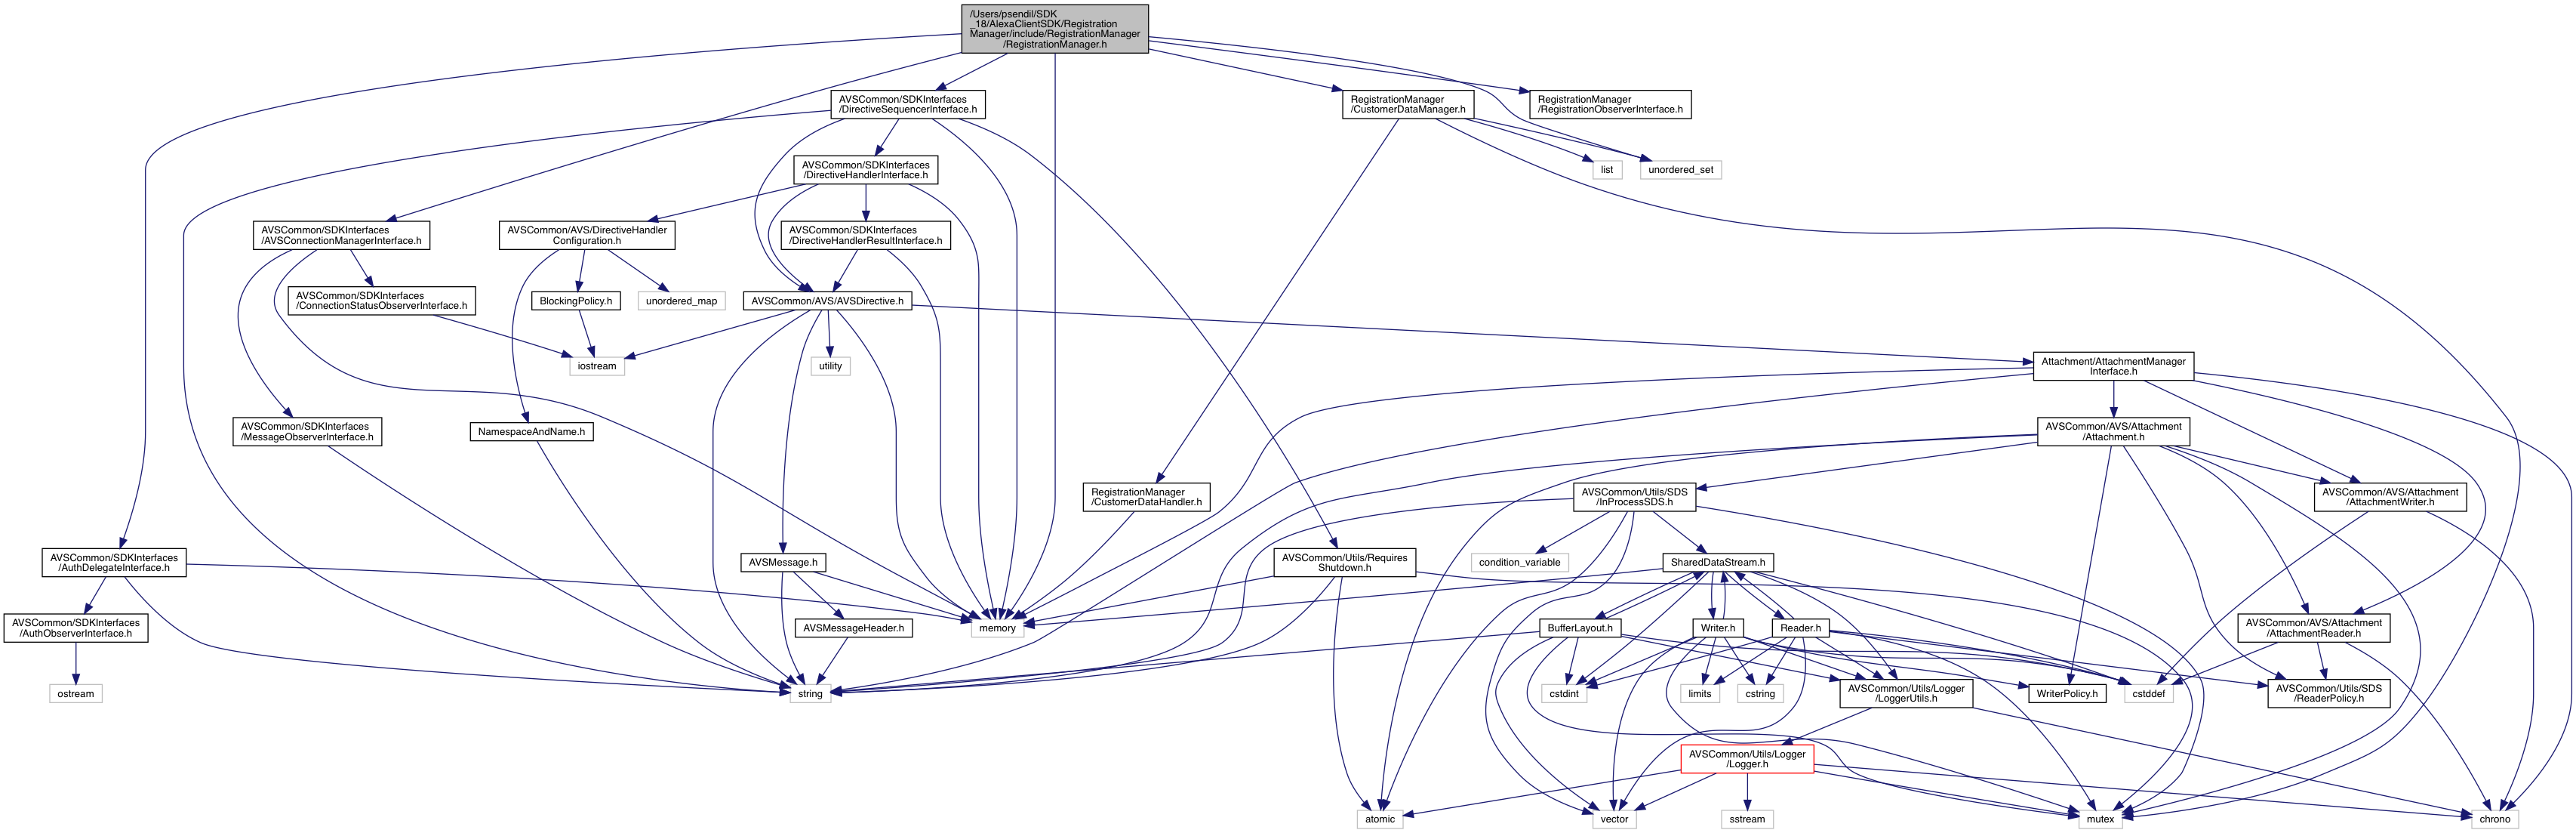 /Users/psendil/SDK
_18/AlexaClientSDK/Registration
Manager/include/RegistrationManager
/RegistrationManager.h
AVSCommon/SDKInterfaces
/DirectiveSequencerInterface.h
RegistrationManager
/CustomerDataManager.h
RegistrationManager
/RegistrationObserverInterface.h
AVSCommon/SDKInterfaces
/DirectiveHandlerInterface.h
list
unordered_set
AVSCommon/SDKInterfaces
/AVSConnectionManagerInterface.h
AVSCommon/AVS/DirectiveHandler
Configuration.h
AVSCommon/SDKInterfaces
/DirectiveHandlerResultInterface.h
AVSCommon/SDKInterfaces
/ConnectionStatusObserverInterface.h
BlockingPolicy.h
unordered_map
AVSCommon/AVS/AVSDirective.h
iostream
utility
Attachment/AttachmentManager
Interface.h
AVSCommon/SDKInterfaces
/MessageObserverInterface.h
NamespaceAndName.h
AVSCommon/AVS/Attachment
/Attachment.h
RegistrationManager
/CustomerDataHandler.h
AVSCommon/Utils/SDS
/InProcessSDS.h
AVSCommon/AVS/Attachment
/AttachmentWriter.h
AVSCommon/SDKInterfaces
/AuthDelegateInterface.h
AVSMessage.h
AVSCommon/Utils/Requires
Shutdown.h
condition_variable
SharedDataStream.h
AVSCommon/SDKInterfaces
/AuthObserverInterface.h
AVSMessageHeader.h
memory
BufferLayout.h
Writer.h
Reader.h
AVSCommon/AVS/Attachment
/AttachmentReader.h
ostream
string
cstdint
limits
cstring
AVSCommon/Utils/Logger
/LoggerUtils.h
WriterPolicy.h
cstddef
AVSCommon/Utils/SDS
/ReaderPolicy.h
AVSCommon/Utils/Logger
/Logger.h
atomic
vector
sstream
mutex
chrono